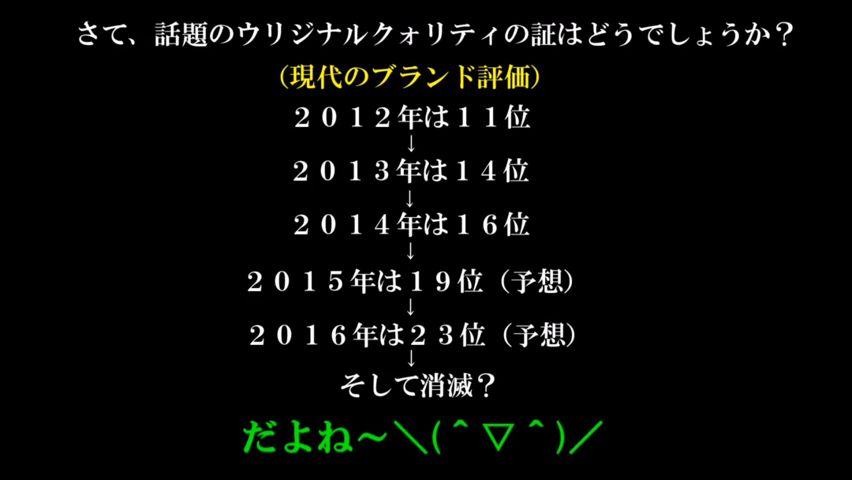 さて、話題のウリジナルクォリティの証はどうでしょうか？
（現代のブランド評価）
２０１２年は１１位
↓
２０１３年は１４位
↓
２０１４年は１６位
↓
２０１５年は１９位（予想）
↓
２０１６年は２３位（予想）
↓
そして消滅？
だよね～＼(＾▽＾)／